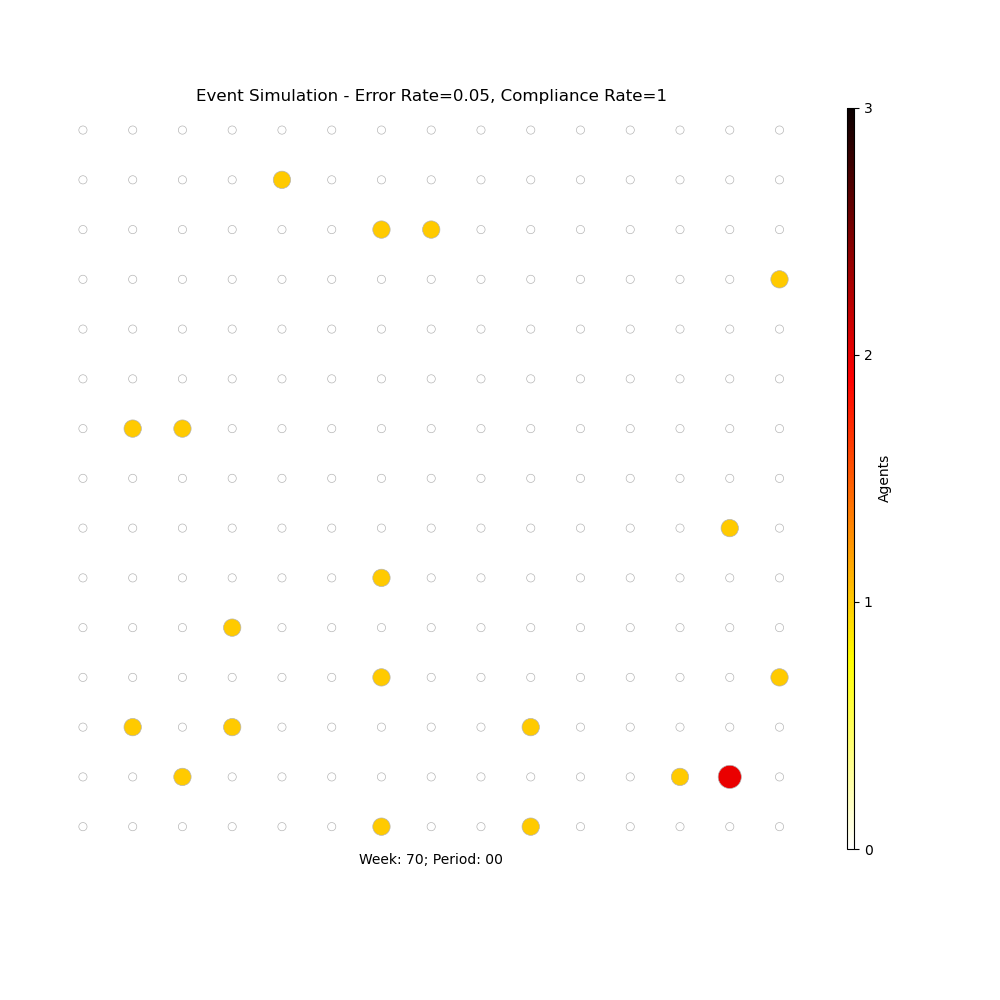 Event Simulation - Error Rate=0.05, Compliance Rate=1
3
2
Agents
1
0
Week: 70; Period: 00